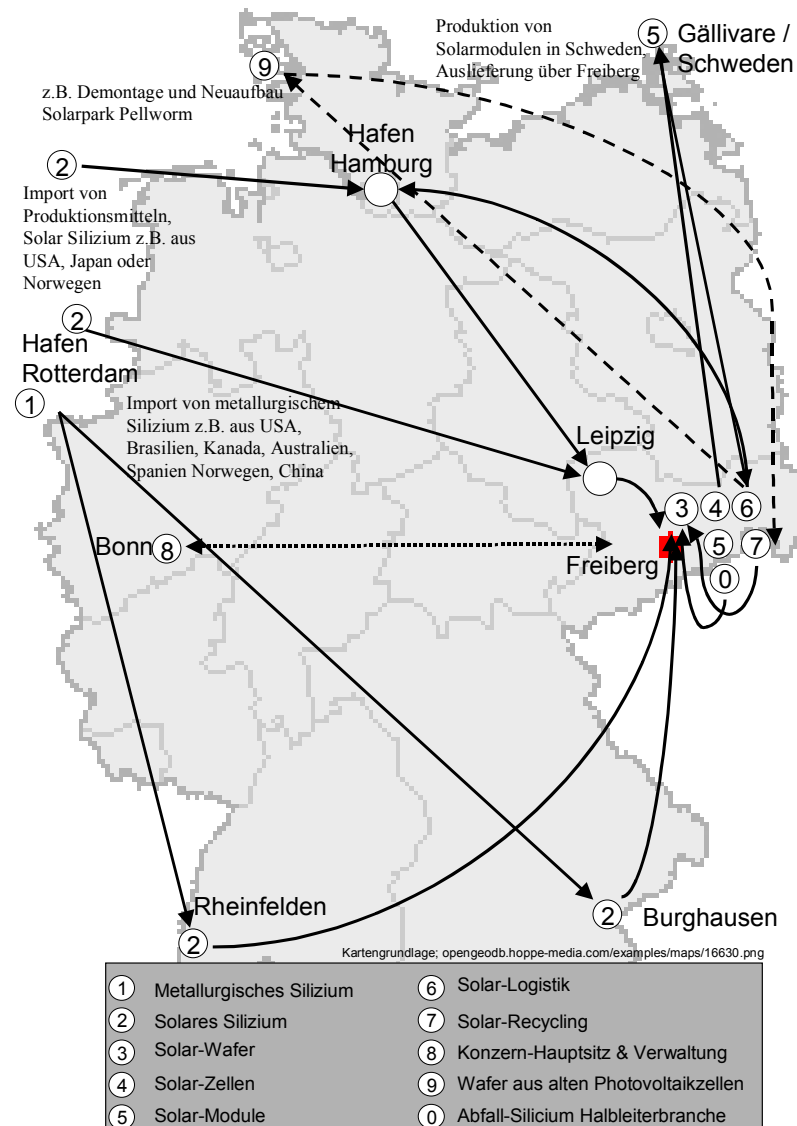 Produktion von
Solarmodulen in Schweden,
Auslieferung über Freiberg
5
Gällivare /
Schweden
9
z.B. Demontage und Neuaufbau
Solarpark Pellworm
Hafen
Hamburg
2
Import von
Produktionsmitteln,
Solar Silizium z.B. aus
USA, Japan oder
Norwegen
2
Hafen
Rotterdam
1
Import von metallurgischem
Silizium z.B. aus USA,
Brasilien, Kanada, Australien,
Spanien Norwegen, China
Leipzig
3 4 6
Bonn 8
Freiberg
5 7
0
Rheinfelden
2
2
Burghausen
Kartengrundlage; opengeodb.hoppe-media.com/examples/maps/16630.png
1 Metallurgisches Silizium
2 Solares Silizium
3 Solar-Wafer
4 Solar-Zellen
5 Solar-Module
6 Solar-Logistik
7 Solar-Recycling
8 Konzern-Hauptsitz & Verwaltung
9 Wafer aus alten Photovoltaikzellen
0 Abfall-Silicium Halbleiterbranche